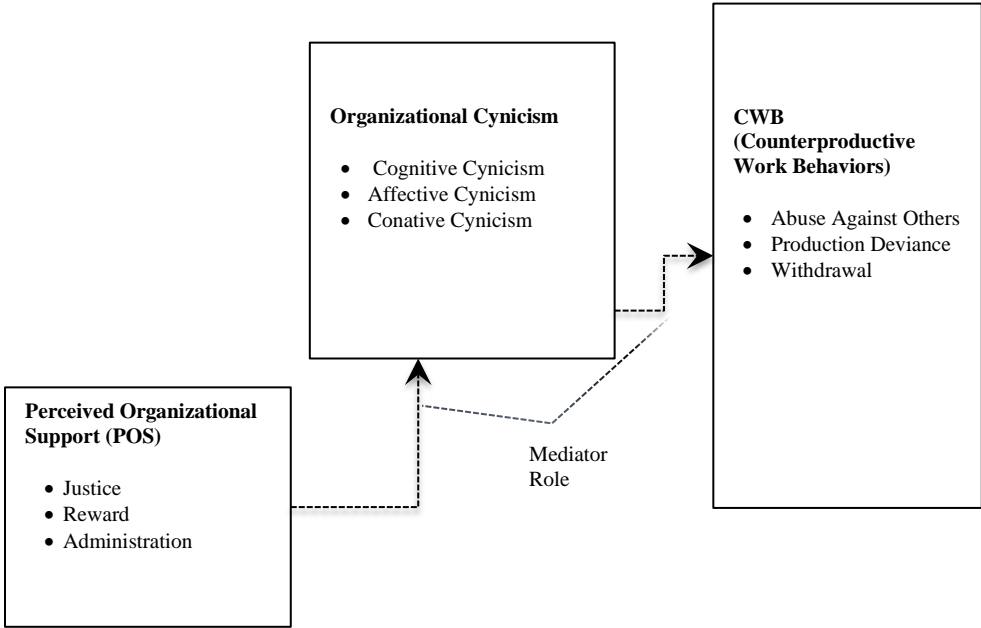 Organizational Cynicism
• Cognitive Cynicism
• Affective Cynicism
• Conative Cynicism
CWB
(Counterproductive
Work Behaviors)
• Abuse Against Others
• Production Deviance
• Withdrawal
Perceived Organizational
Support (POS)
• Justice
• Reward
• Administration
Mediator
Role